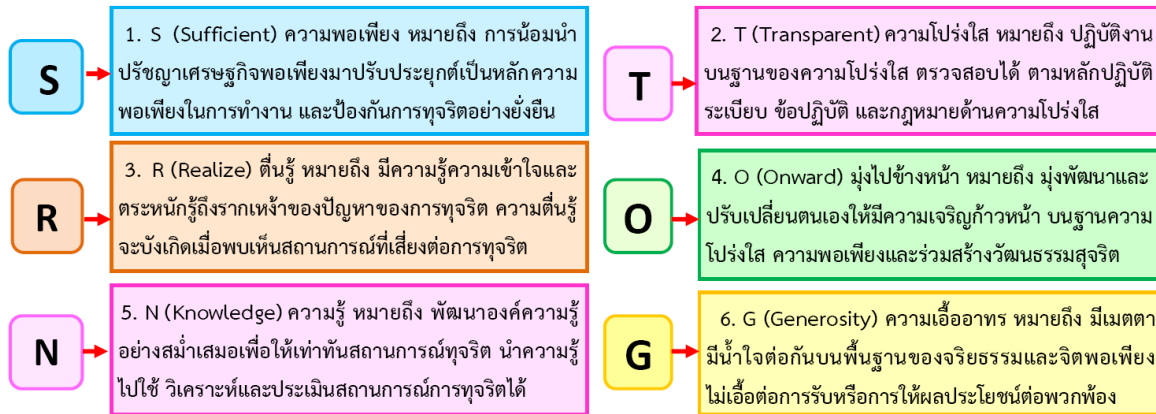 S
1. S (Sufficient) ความพอเพียง หมายถึง การน้อมนำ
ปรัชญาเศรษฐกิจพอเพียงมาปรับประยุกต์เป็นหลักความ
พอเพียงในการทำงาน และป้องกันการทุจริตอย่างยั่งยืน
T
2. T (Transparent) ความโปร่งใส หมายถึง ปฏิบัติงาน
บนฐานของความโปร่งใส ตรวจสอบได้ ตามหลักปฏิบัติ
ระเบียบ ข้อปฏิบัติ และกฎหมายด้านความโปร่งใส
R
3. R (Realize) ตื่นรู้ หมายถึง มีความรู้ความเข้าใจและ
ตระหนักรู้ถึงรากเหง้าของปัญหาของการทุจริต ความตื่นรู้
จะบังเกิดเมื่อพบเห็นสถานการณ์ที่เสี่ยงต่อการทุจริต
O
4. O (Onward) มุ่งไปข้างหน้า หมายถึง มุ่งพัฒนาและ
ปรับเปลี่ยนตนเองให้มีความเจริญก้าวหน้า บนฐานความ
โปร่งใส ความพอเพียงและร่วมสร้างวัฒนธรรมสุจริต
N
5. N (Knowledge) ความรู้ หมายถึง พัฒนาองค์ความรู้
อย่างสม่ำเสมอเพื่อให้เท่าทันสถานการณ์ทุจริต นำความรู้
ไปใช้ วิเคราะห์และประเมินสถานการณ์การทุจริตได้
G
6. G (Generosity) ความเอื้ออาทร หมายถึง มีเมตตา
มีน้ำใจต่อกันบนพื้นฐานของจริยธรรมและจิตพอเพียง
ไม่เอื้อต่อการรับหรือการให้ผลประโยชน์ต่อพวกพ้อง